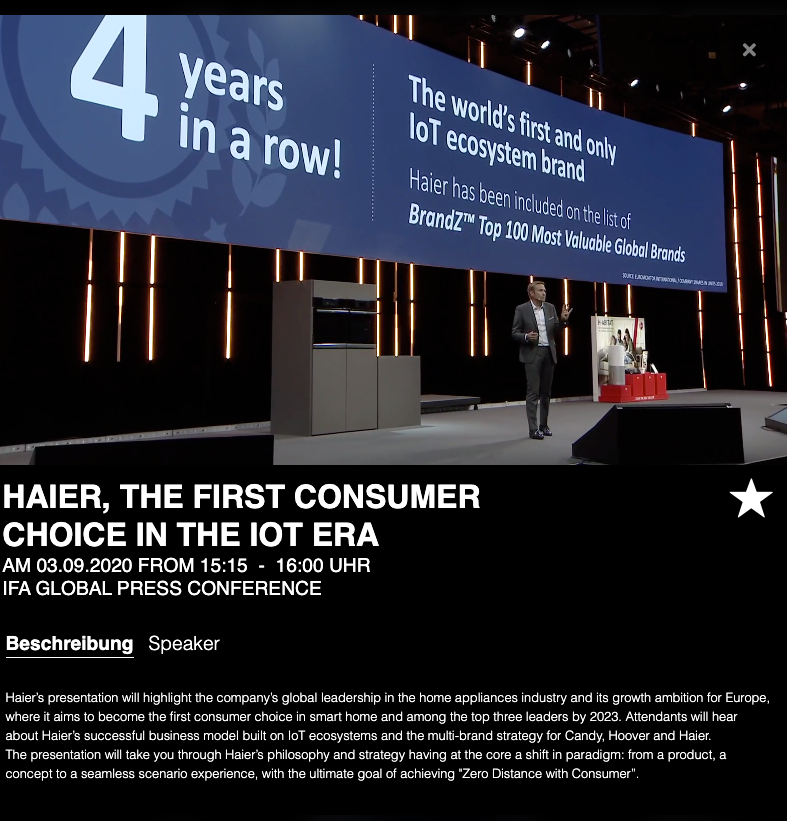 4 years
in a row!
The world's first and only
IoT ecosystem brand
Haier has been included on the list of
BrandZ™ Top 100 Most Valuable Global Brands
HAIER, THE FIRST CONSUMER
CHOICE IN THE IOT ERA
AM 03.09.2020 FROM 15:15 - 16:00 UHR
IFA GLOBAL PRESS CONFERENCE
Beschreibung Speaker
Haier's presentation will highlight the company's global leadership in the home appliances industry and its growth ambition for Europe,
where it aims to become the first consumer choice in smart home and among the top three leaders by 2023. Attendants will hear
about Haier's successful business model built on IoT ecosystems and the multi-brand strategy for Candy, Hoover and Haier.
The presentation will take you through Haier's philosophy and strategy having at the core a shift in paradigm: from a product, a
concept to a seamless scenario experience, with the ultimate goal of achieving "Zero Distance with Consumer".